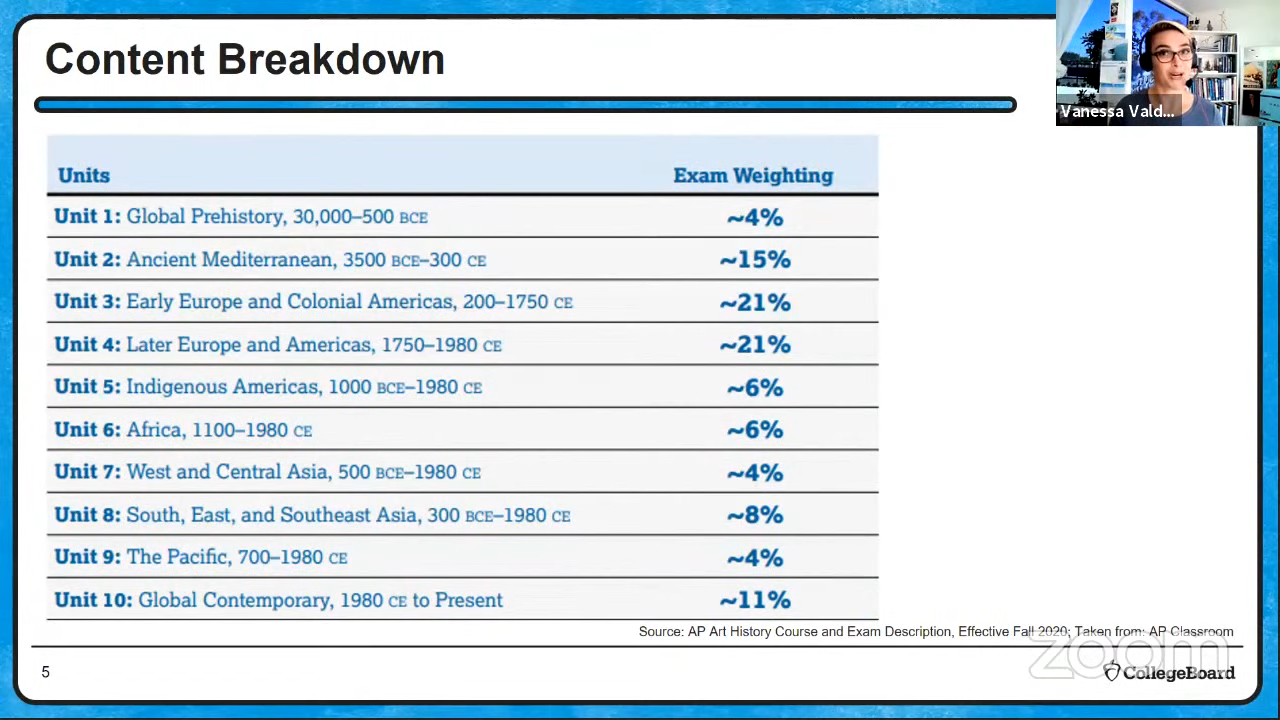 Content Breakdown
Vanessa Vald...
Units Exam Weighting
Unit 1: Global Prehistory, 30,000–500 BCE ~4%
Unit 2: Ancient Mediterranean, 3500 BCE–300 CE ~15%
Unit 3: Early Europe and Colonial Americas, 200–1750 CE ~21%
Unit 4: Later Europe and Americas, 1750–1980 CE ~21%
Unit 5: Indigenous Americas, 1000 BCE–1980 CE ~6%
Unit 6: Africa, 1100–1980 CE ~6%
Unit 7: West and Central Asia, 500 BCE–1980 CE ~4%
Unit 8: South, East, and Southeast Asia, 300 BCE–1980 CE ~8%
Unit 9: The Pacific, 700–1980 CE ~4%
Unit 10: Global Contemporary, 1980 CE to Present ~11%
Source: AP Art History Course and Exam Description, Effective Fall 2020; Taken from: AP Classroom
zoom
5
CollegeBoard